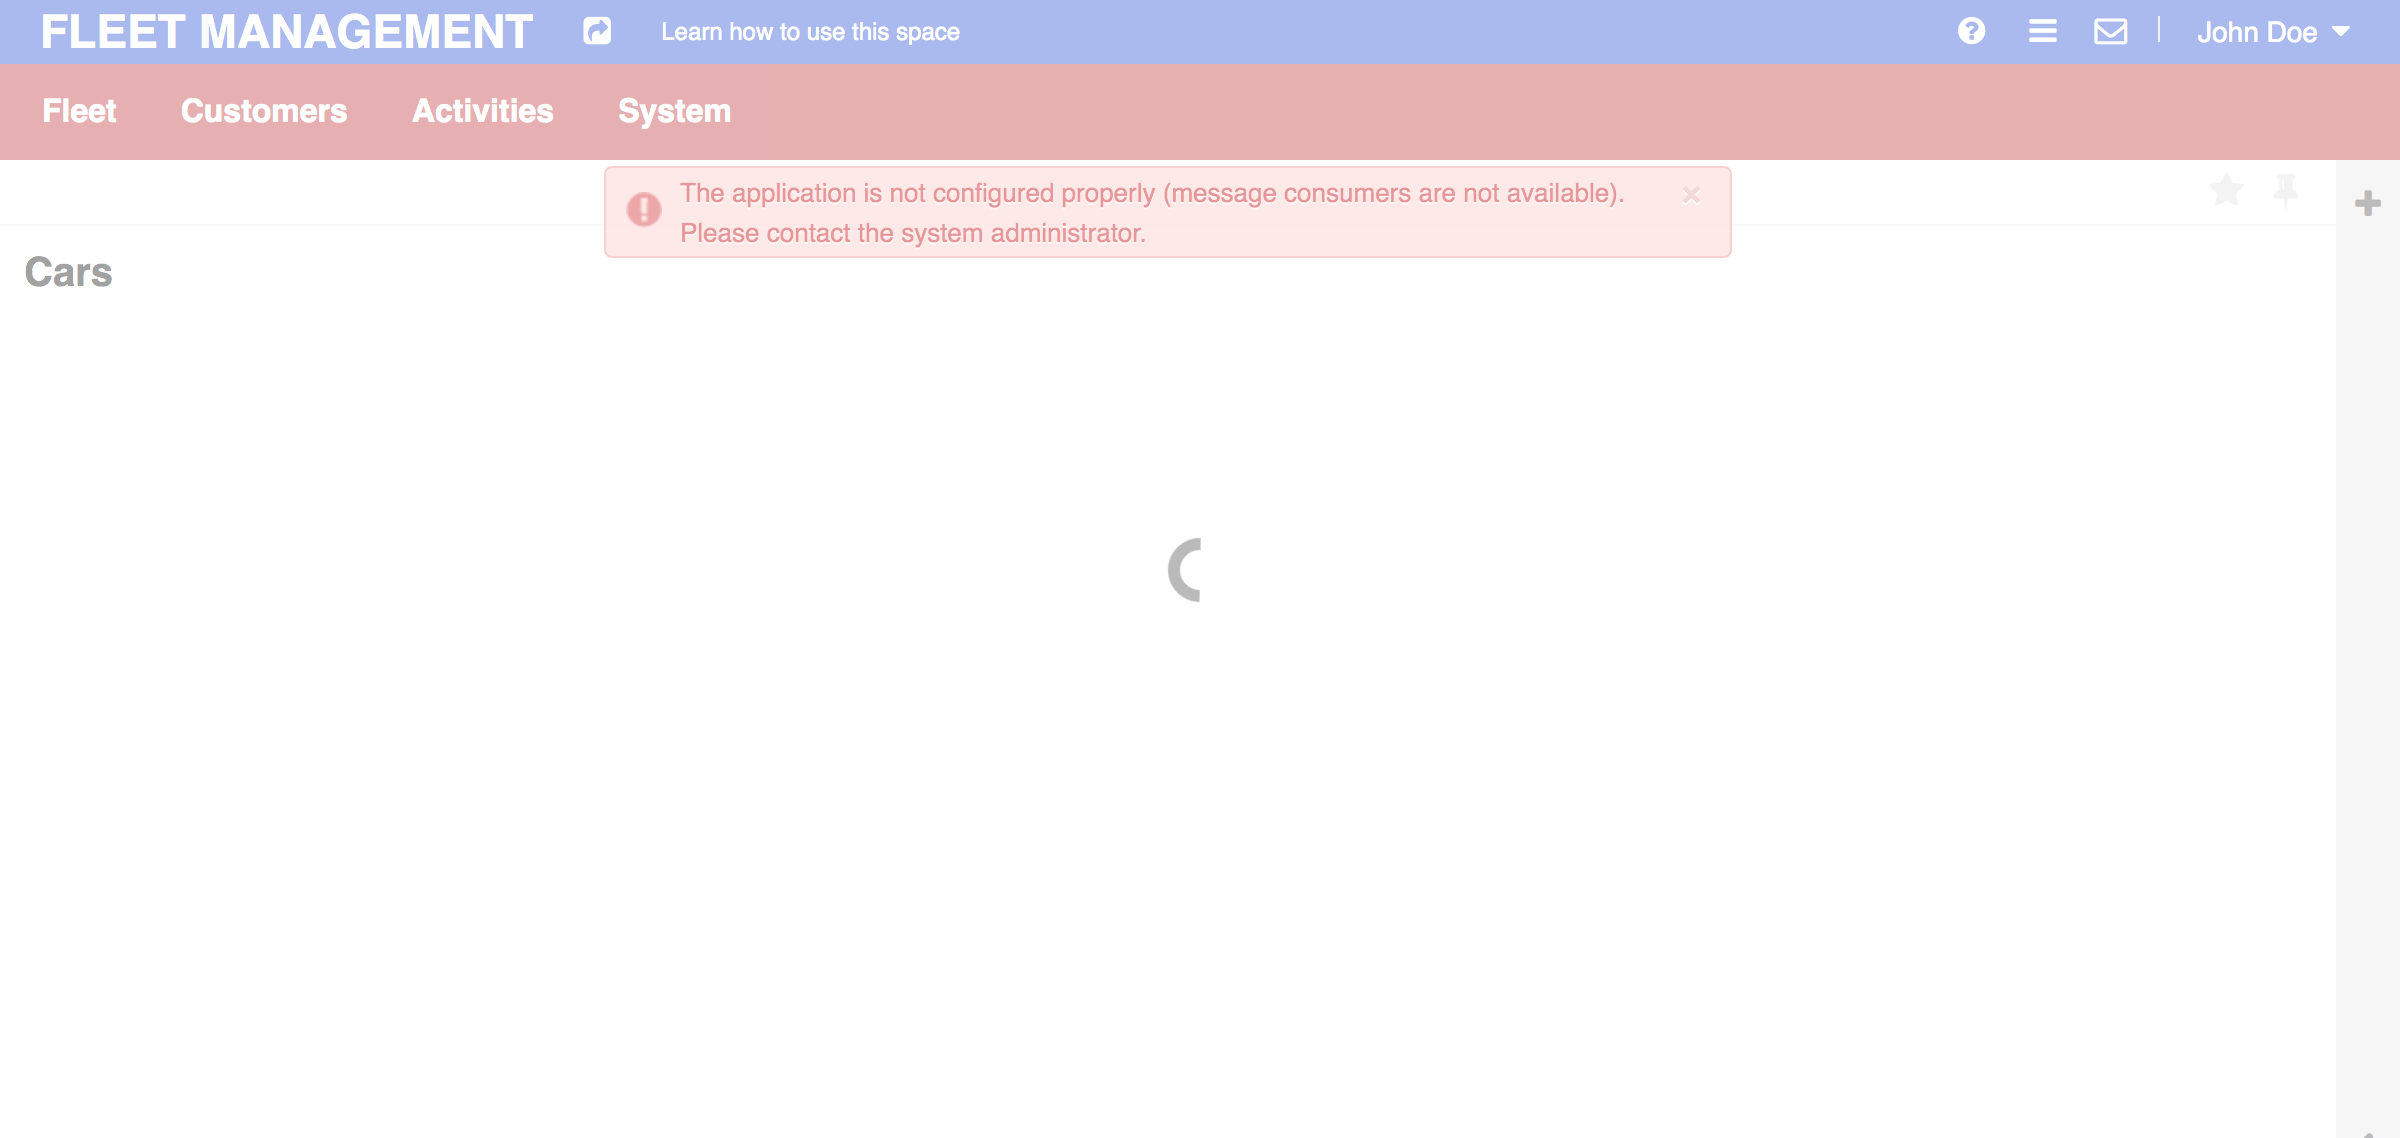 FLEET MANAGEMENT
Learn how to use this space
John Doe
Fleet
Customers
Activities
System
The application is not configured properly (message consumers are not available).
Please contact the system administrator.
Cars